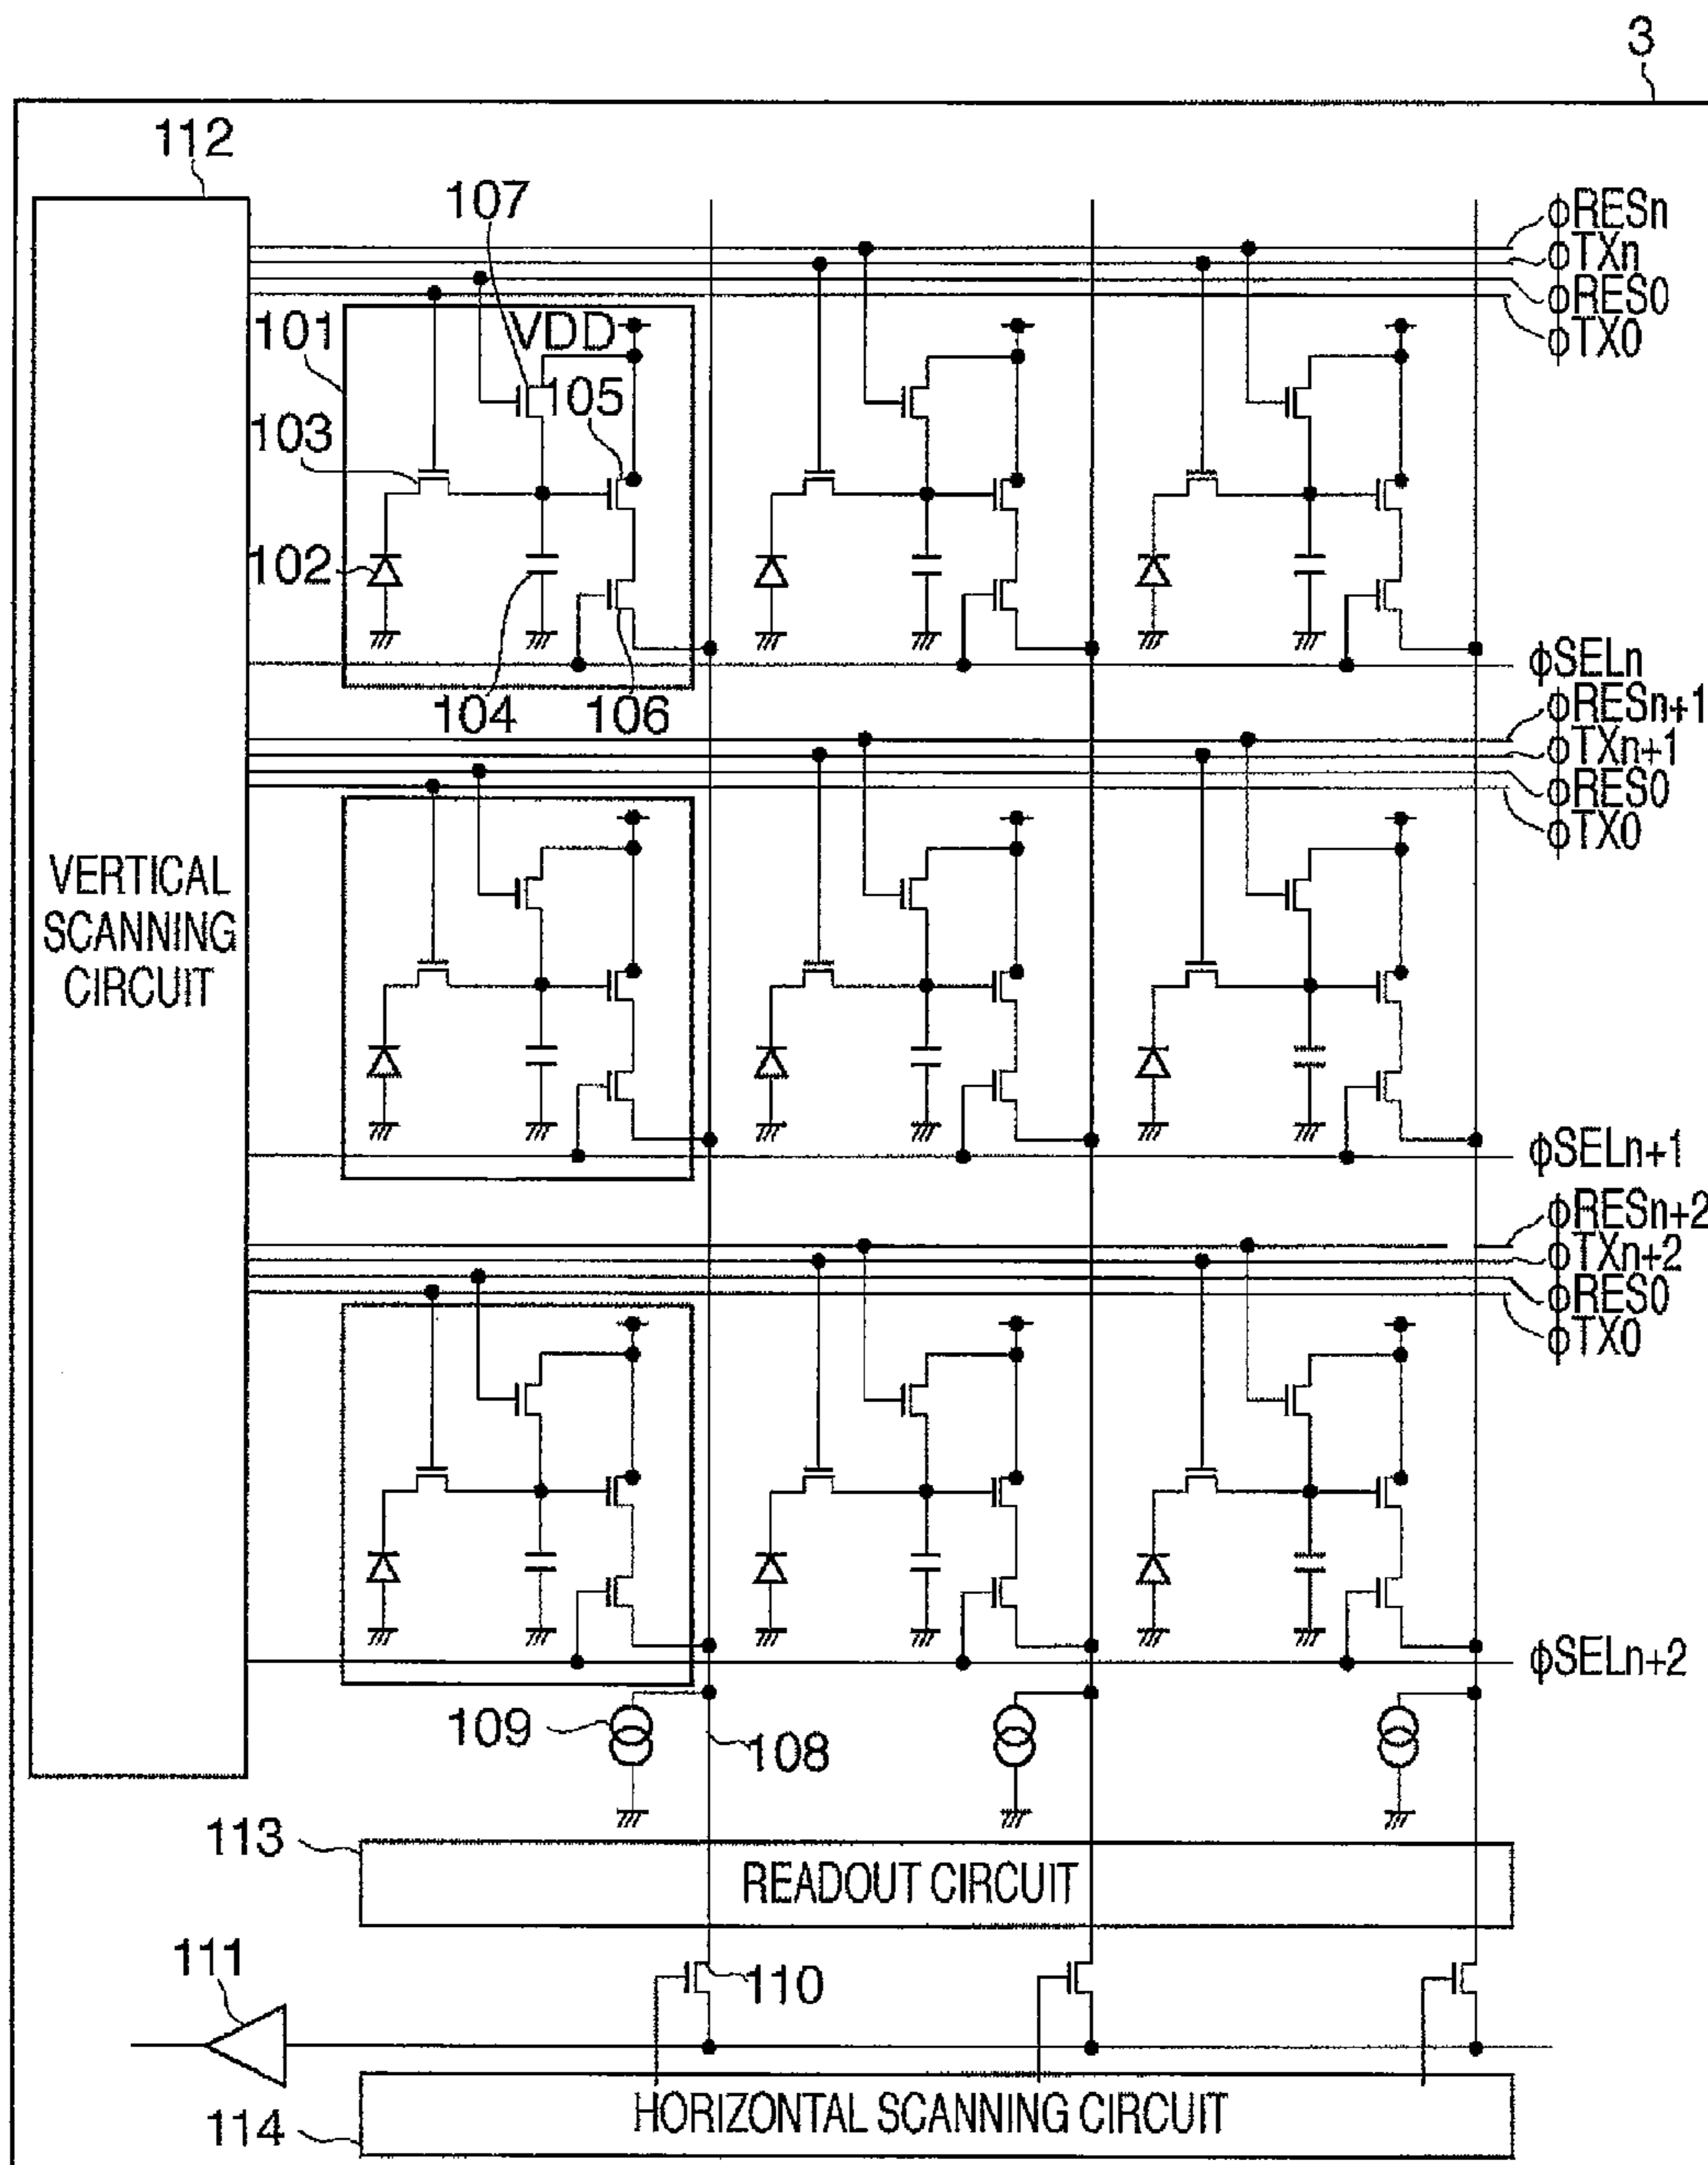 3
112
107
ϕRESn
ϕTXn
ϕRES0
ϕTX0
101
VDD
105
103
102
104
106
ϕSELn
ϕRESn+1
ϕTXn+1
ϕRES0
ϕTX0
VERTICAL
SCANNING
CIRCUIT
ϕSELn+1
ϕRESn+2
ϕTXn+2
ϕRES0
ϕTX0
ϕSELn+2
109
108
113
READOUT CIRCUIT
111
110
HORIZONTAL SCANNING CIRCUIT
114